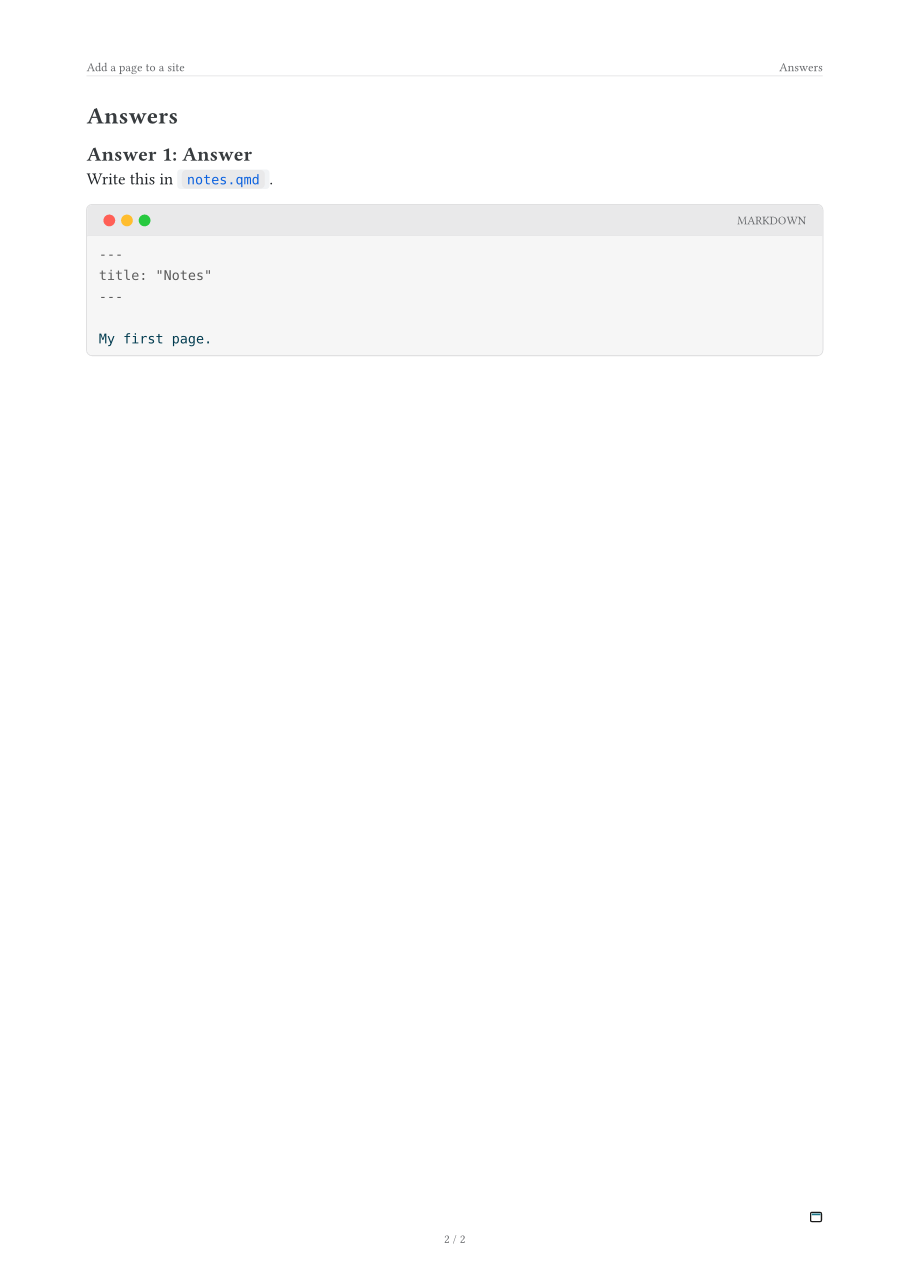 Add a page to a site Answers
Answers
Answer 1: Answer
Write this in notes.qmd .
MARKDOWN
---
title: "Notes"
---
My first page.
2 / 2